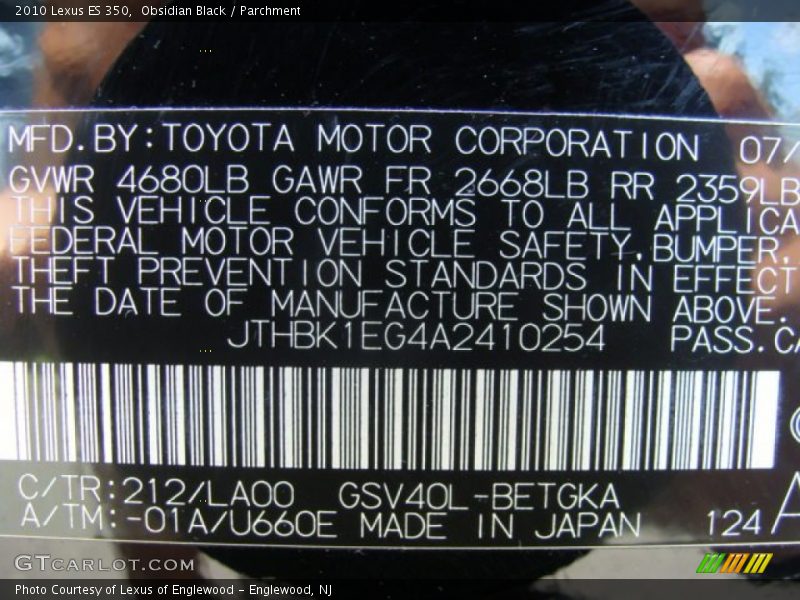 2010 Lexus ES 350,  Obsidian Black / Parchment
MFD.BY:TOYOTA MOTOR CORPORATION 07/
GVWR 4680LB GAWR FR 2668LB RR 2359LB
THIS VEHICLE CONFORMS TO ALL APPLICA
FEDERAL MOTOR VEHICLE SAFETY,BUMPER,
THEFT PREVENTION STANDARDS IN EFFECT
THE DATE OF MANUFACTURE SHOWN ABOVE.
JTHBK1EG4A2410254 PASS.CA
C/TR:212/LA00 GSV40L-BETGKA
A/TM:-01A/U660E MADE IN JAPAN 124 A
GTCARLOT.COM
Photo Courtesy of Lexus of Englewood - Englewood, NJ